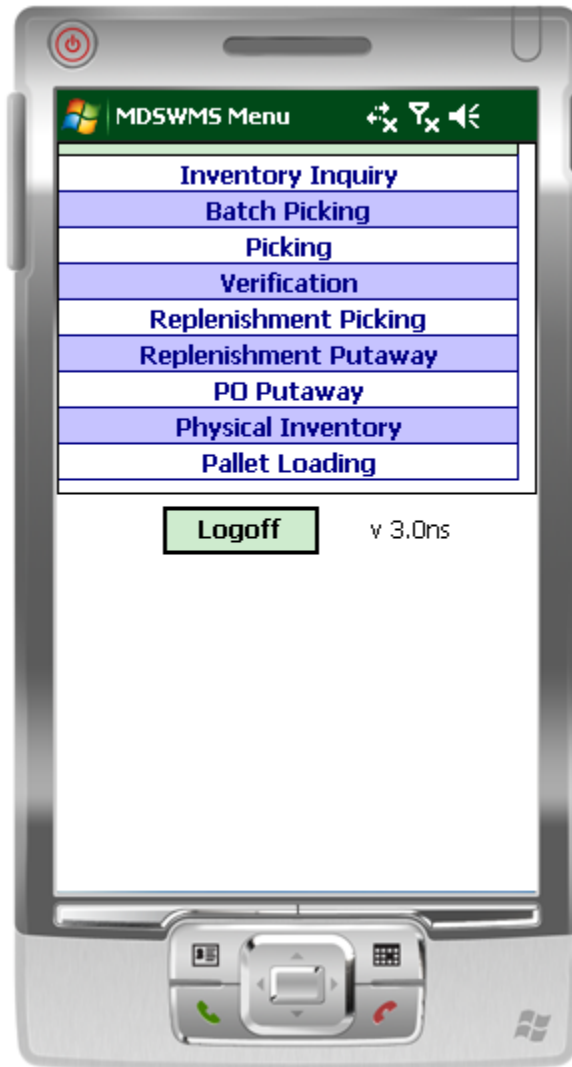 MDSWMS Menu
Inventory Inquiry
Batch Picking
Picking
Verification
Replenishment Picking
Replenishment Putaway
PO Putaway
Physical Inventory
Pallet Loading
Logoff
v 3.0ns